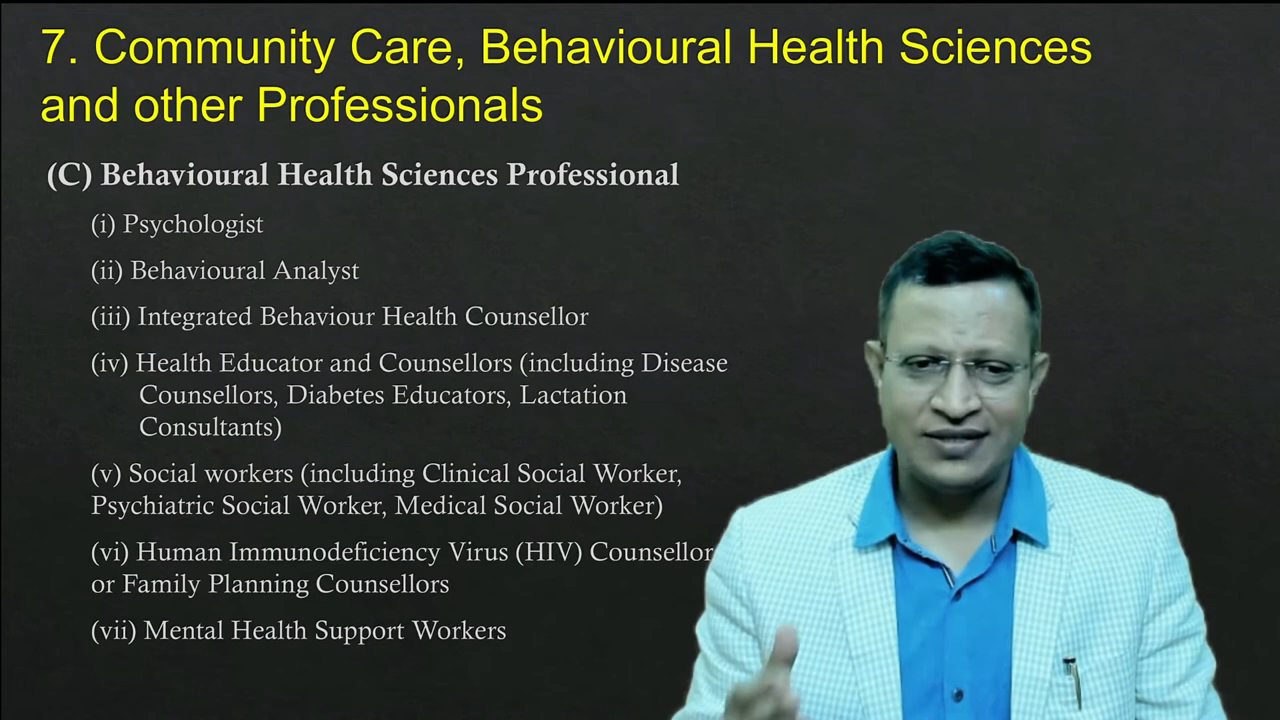 7. Community Care, Behavioural Health Sciences
and other Professionals
(C) Behavioural Health Sciences Professional
(i) Psychologist
(ii) Behavioural Analyst
(iii) Integrated Behaviour Health Counsellor
(iv) Health Educator and Counsellors (including Disease
Counsellors, Diabetes Educators, Lactation
Consultants)
(v) Social workers (including Clinical Social Worker,
Psychiatric Social Worker, Medical Social Worker)
(vi) Human Immunodeficiency Virus (HIV) Counsellor
or Family Planning Counsellors
(vii) Mental Health Support Workers